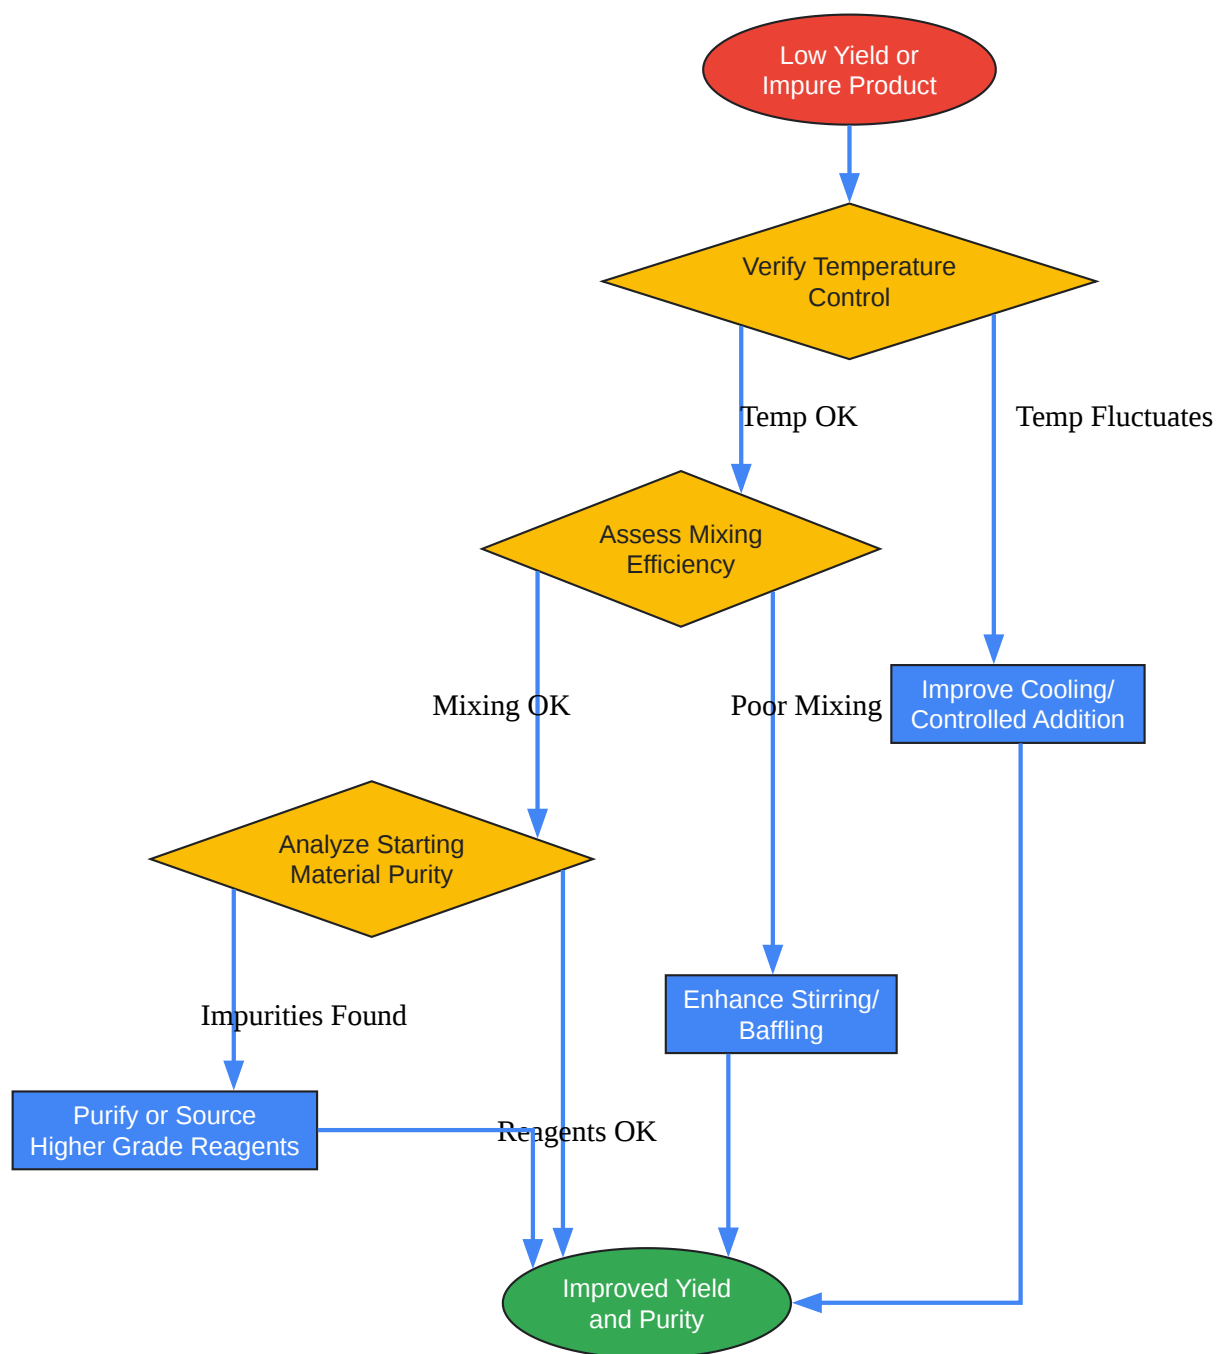 Low Yield or
Impure Product
Verify Temperature
Control
Temp OK
Temp Fluctuates
Assess Mixing
Efficiency
Mixing OK
Poor Mixing
Improve Cooling/
Controlled Addition
Analyze Starting
Material Purity
Impurities Found
Enhance Stirring/
Baffling
Purify or Source
Higher Grade Reagents
Reagents OK
Improved Yield
and Purity